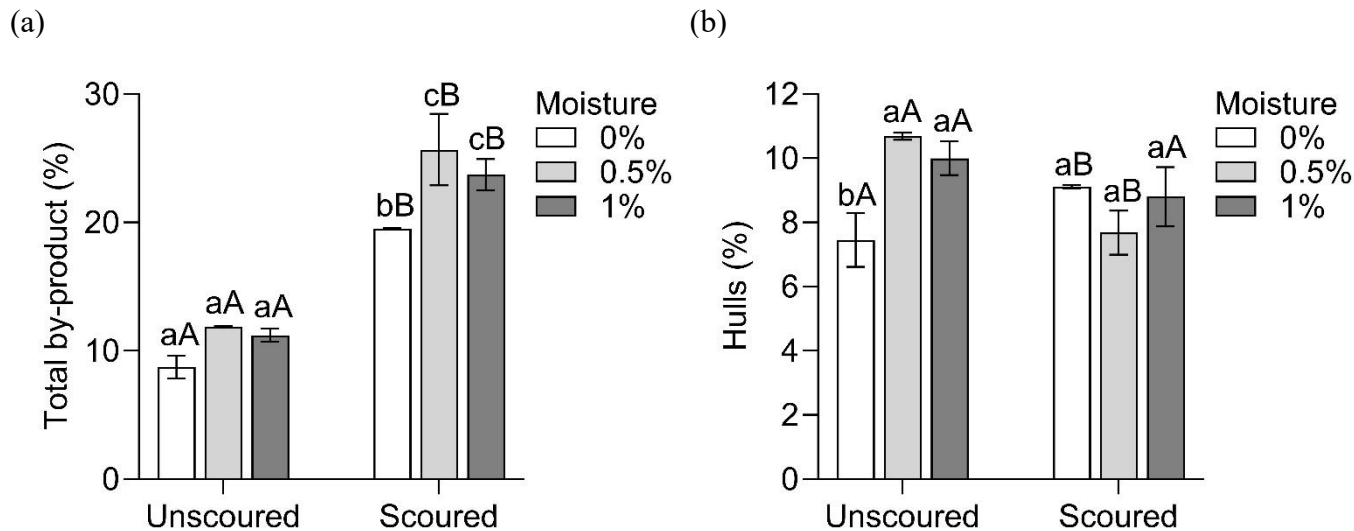 (a)
Total by-product (%)
30
20
10
0
aA
aA
aA
bB
cB
cB
Unscoured
Scoured
Moisture
0%
0.5%
1%
(b)
Hulls (%)
12
10
8
6
4
2
0
bA
aA
aA
aB
aB
aA
Unscoured
Scoured
Moisture
0%
0.5%
1%